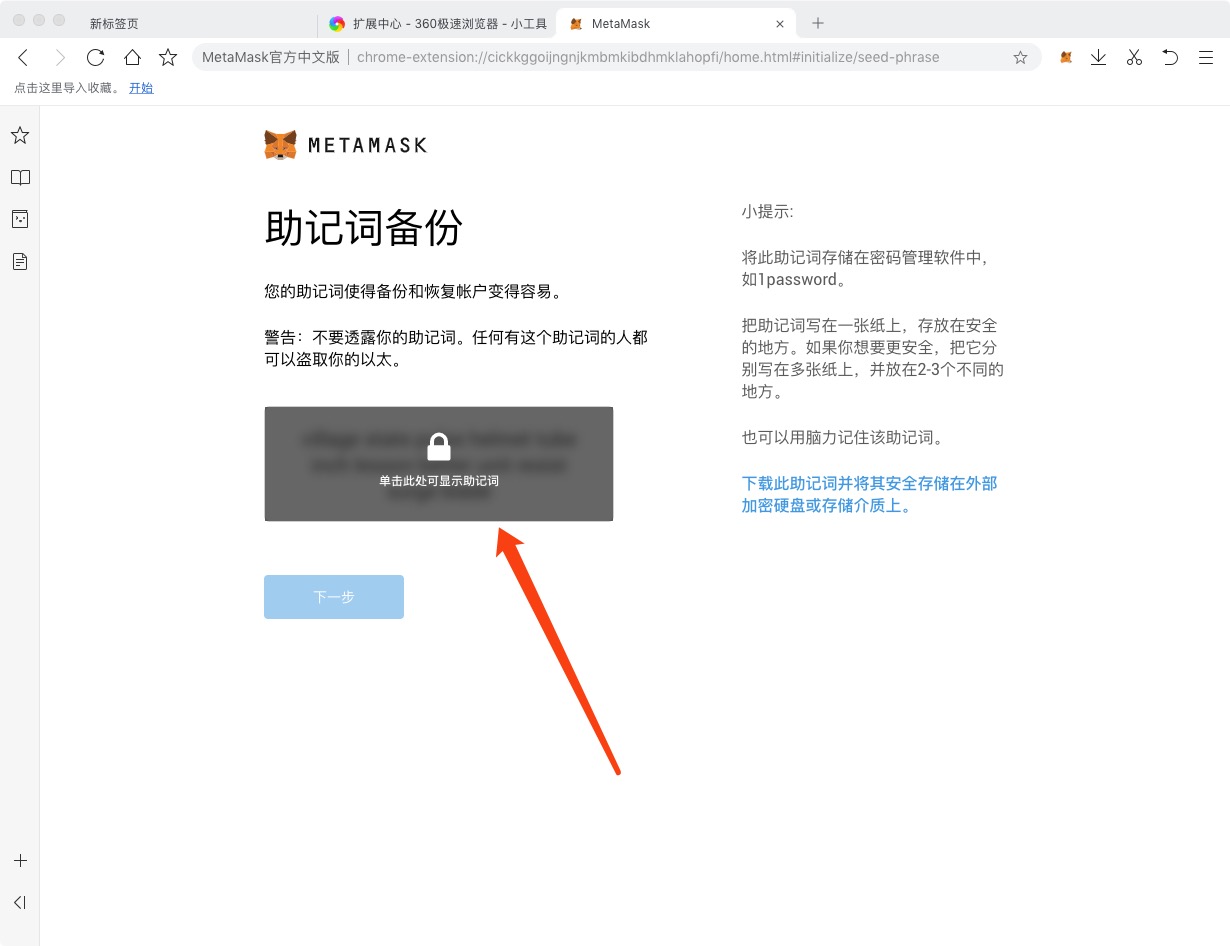 新标签页
扩展中心 - 360极速浏览器 - 小工具
MetaMask
MetaMask官方中文版
chrome-extension://cickkggoijngnjkmbmkibdhmklahopfi/home.html#initialize/seed-phrase
点击这里导入收藏。 开始
METAMASK
助记词备份
您的助记词使得备份和恢复帐户变得容易。
警告：不要透露你的助记词。任何有这个助记词的人都
可以盗取你的以太。
单击此处可显示助记词
下一步
小提示:
将此助记词存储在密码管理软件中，
如1password。
把助记词写在一张纸上，存放在安全
的地方。如果你想要更安全，把它分
别写在多张纸上，并放在2-3个不同的
地方。
也可以用脑力记住该助记词。
下载此助记词并将其安全存储在外部
加密硬盘或存储介质上。